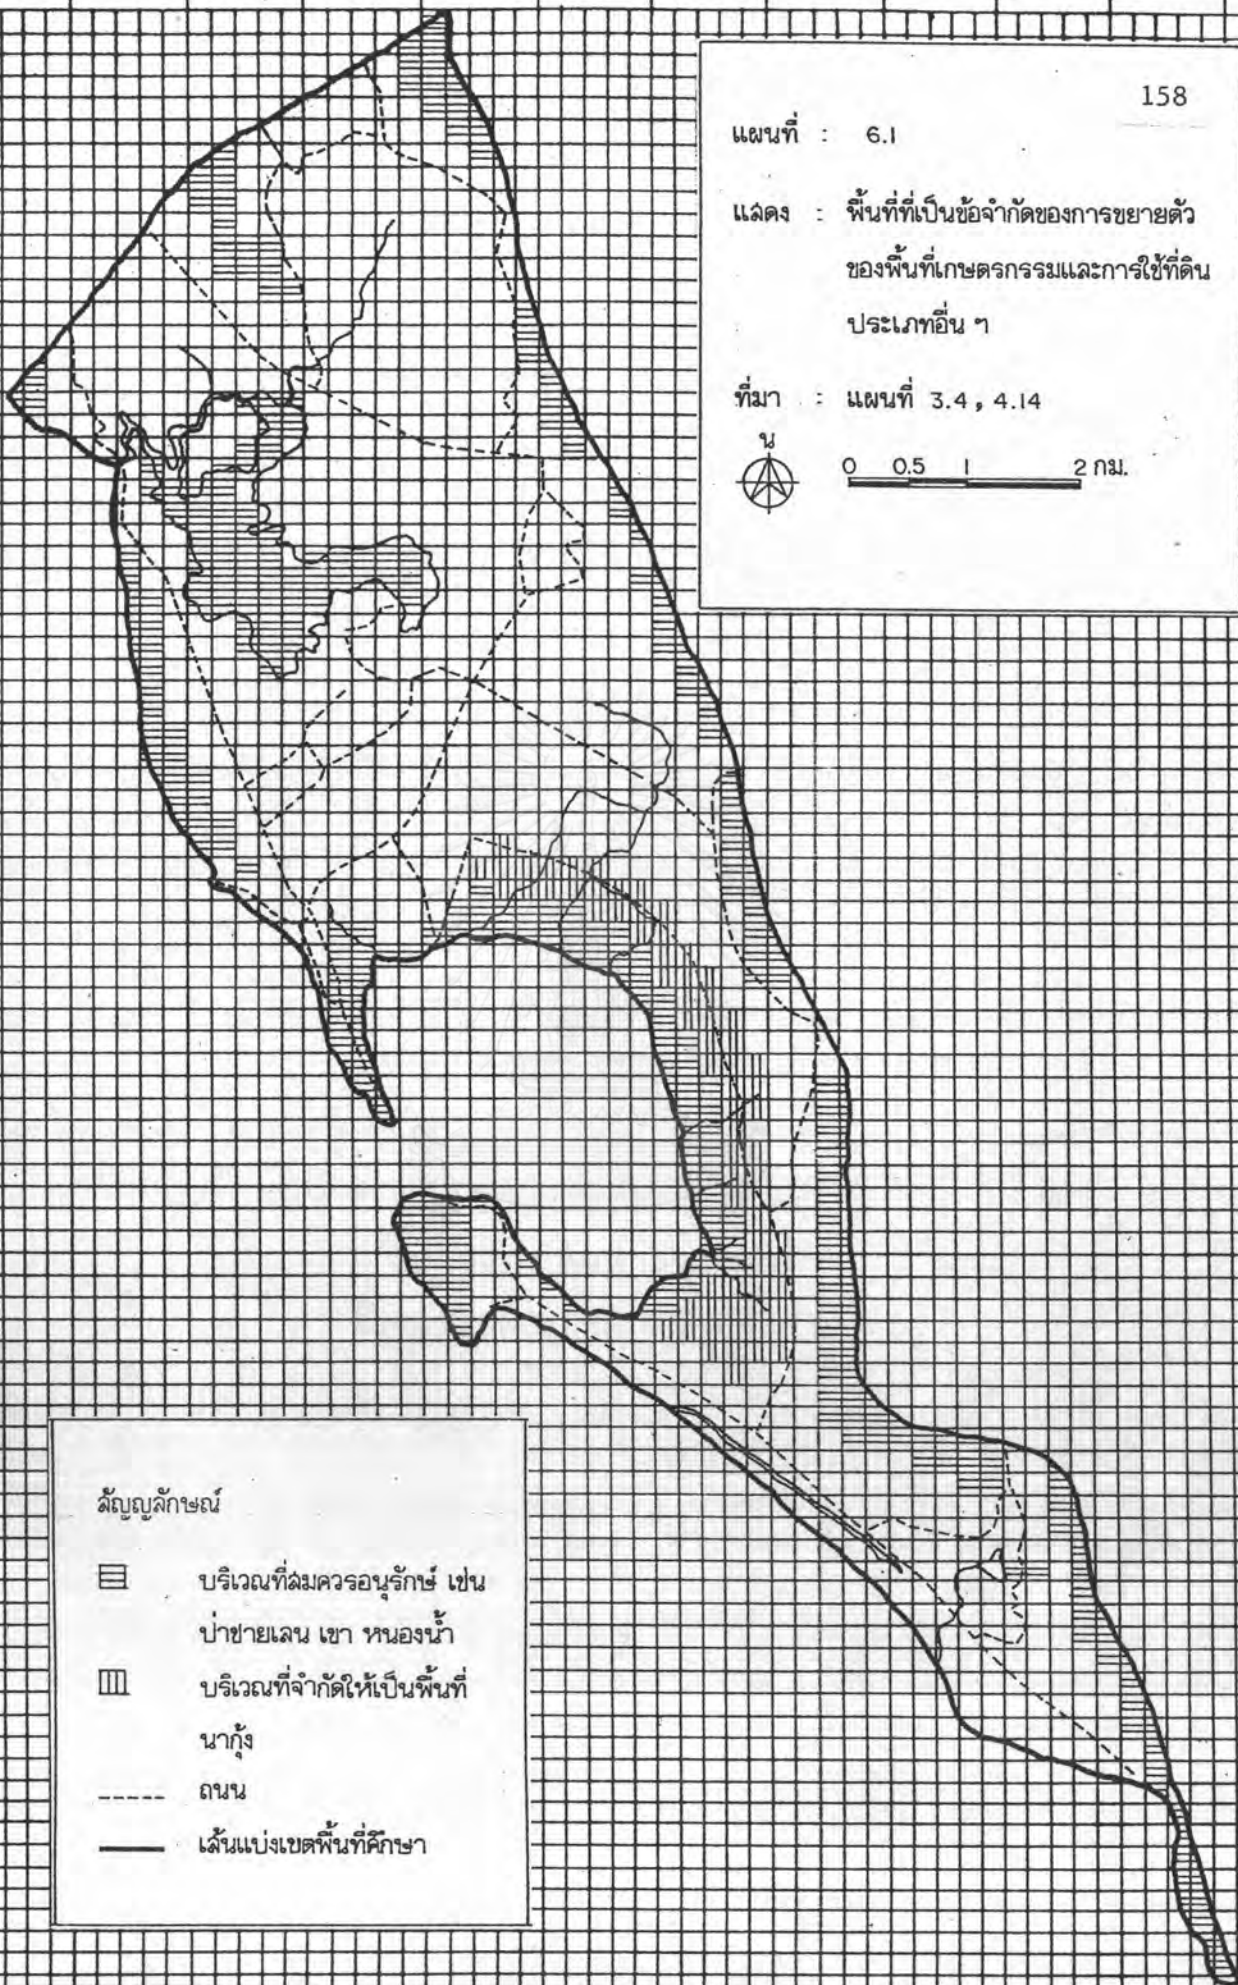 158
แผนที่ : 6.1
แสดง : พื้นที่ที่เป็นข้อจำกัดของการขยายตัว
ของพื้นที่เกษตรกรรมและการใช้ที่ดิน
ประเภทอื่น ๆ
ที่มา : แผนที่ 3.4 , 4.14
น
0 0.5 1 2 กม.
สัญญลักษณ์
บริเวณที่สมควรอนุรักษ์ เช่น
ป่าชายเลน เขา หนองน้ำ
บริเวณที่จำกัดให้เป็นพื้นที่
นากุ้ง
ถนน
เส้นแบ่งเขตพื้นที่ศึกษา